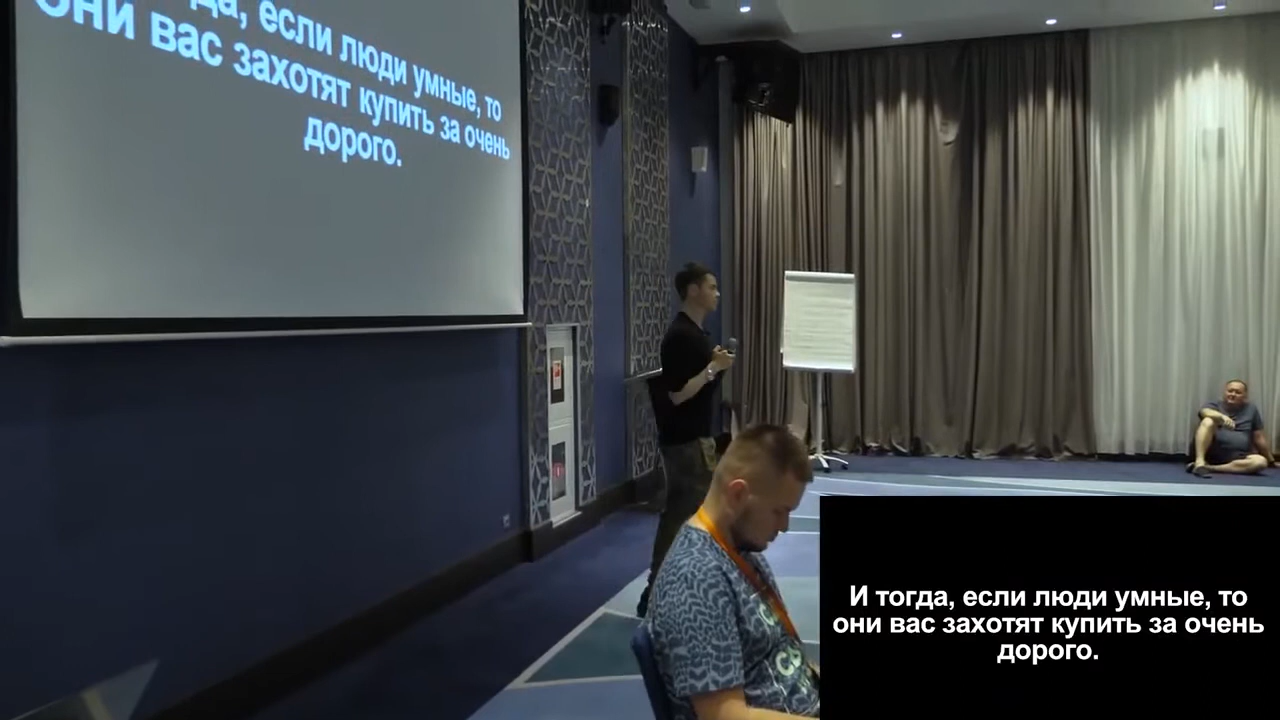 да, если люди умные, то
они вас захотят купить за очень
дорого.
И тогда, если люди умные, то
они вас захотят купить за очень
дорого.